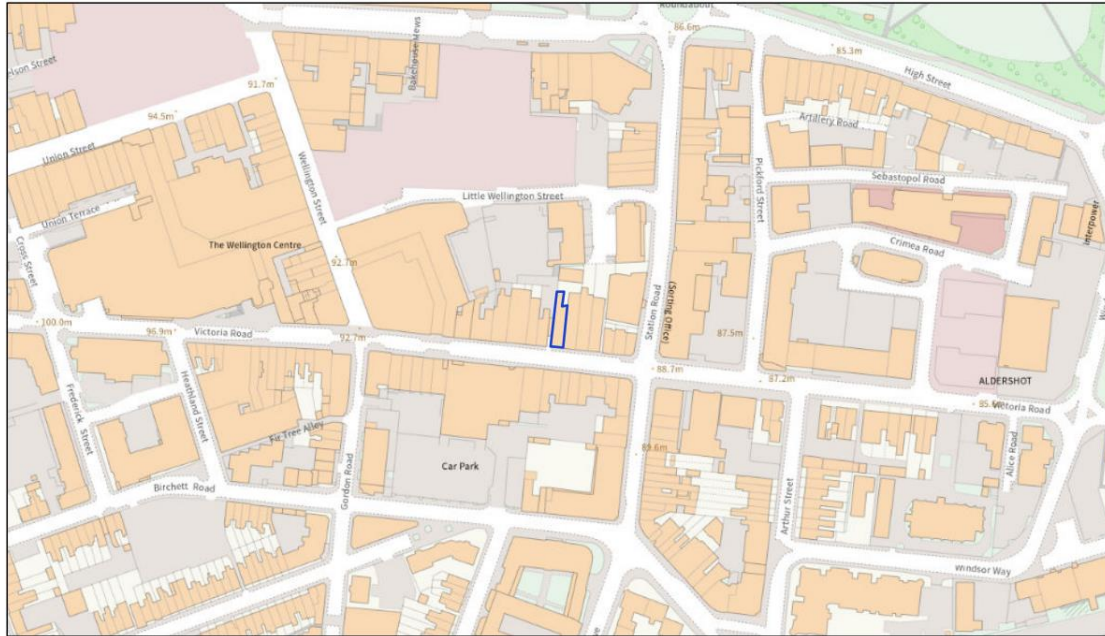 Roundabout
86.6m
85.3m
High Street
elson Street
91.7m
Bakehouse Mews
94.5m
Union Street
Artillery Road
Wellington Street
Pickford Street
Sebastopol Road
Little Wellington Street
Union Terrace
The Wellington Centre
Crimea Road
Interpower
Cross Street
92.7m
Station Road
(Sorting Office)
100.0m
96.9m
Victoria Road
92.7m
87.5m
88.7m
87.2m
ALDERSHOT
85.
Victoria Road
Frederick Street
Heathland Street
Fir Tree Alley
Gordon Road
Car Park
89.6m
Alice Road
Birchett Road
Arthur Street
Windsor Way